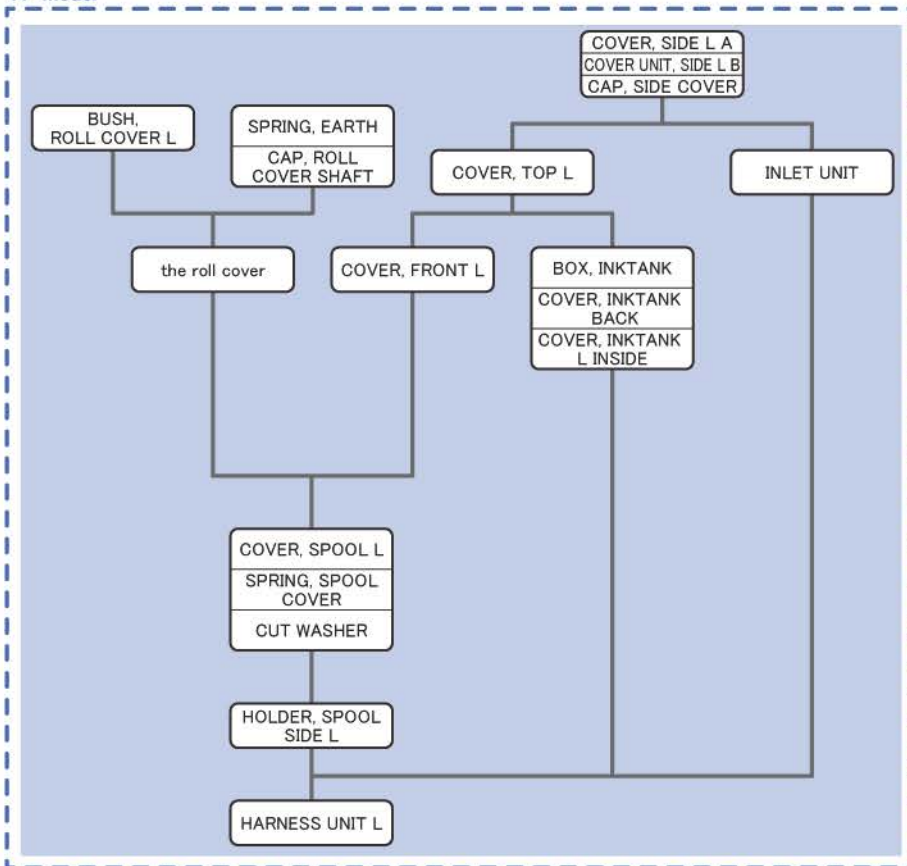 COVER, SIDE L A
COVER UNIT, SIDE L B
CAP, SIDE COVER
BUSH,
ROLL COVER L
SPRING, EARTH
CAP, ROLL
COVER SHAFT
COVER, TOP L
INLET UNIT
the roll cover
COVER, FRONT L
BOX, INKTANK
COVER, INKTANK
BACK
COVER, INKTANK
L INSIDE
COVER, SPOOL L
SPRING, SPOOL
COVER
CUT WASHER
HOLDER, SPOOL
SIDE L
HARNESS UNIT L